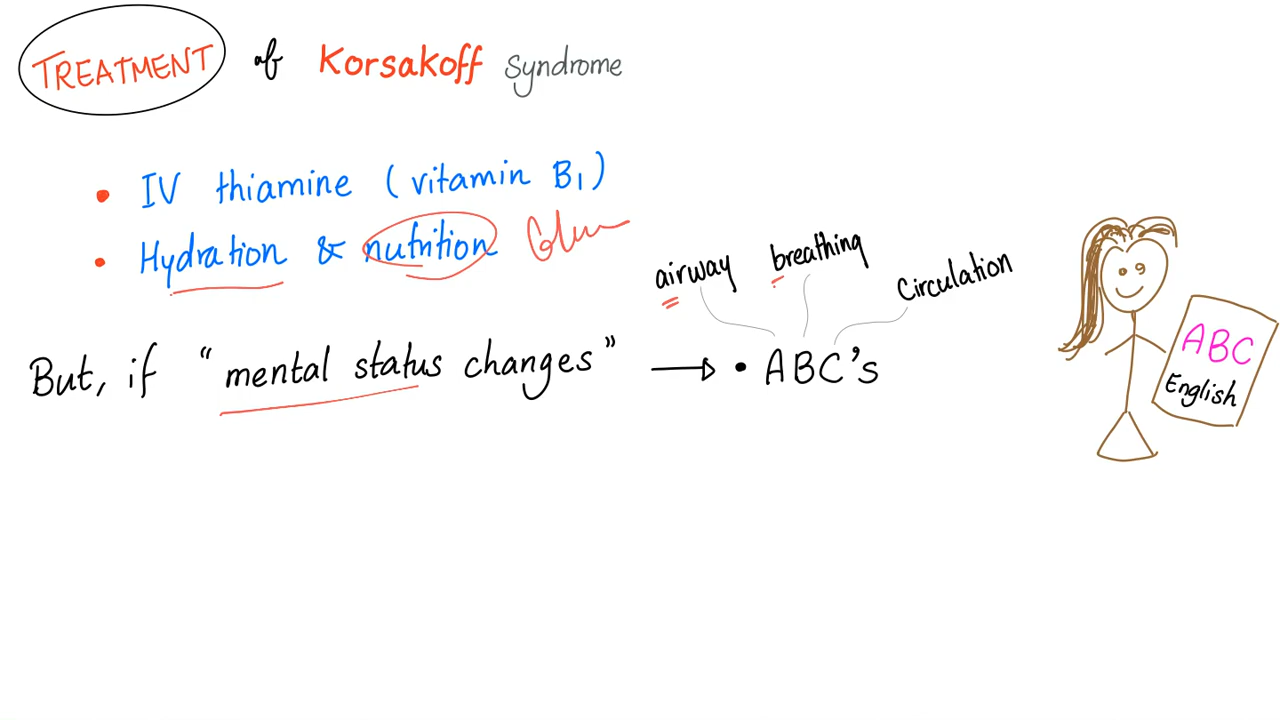 TREATMENT of Korsakoff syndrome
• IV thiamine (vitamin B1)
• Hydration & nutrition
airway breathing Circulation
But, if "mental status changes" → • ABC's
ABC
English